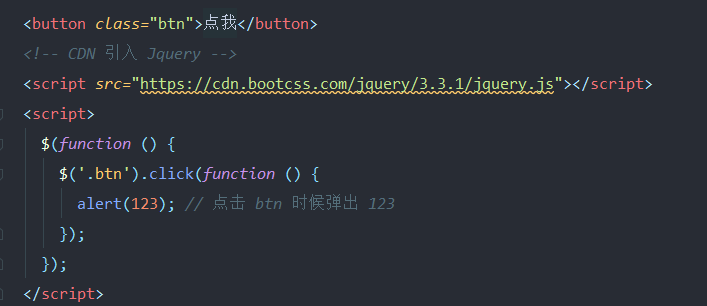 <button class="btn">点我</button>
<!-- CDN 引入 Jquery -->
<script src="https://cdn.bootcss.com/jquery/3.3.1/jquery.js"></script>
<script>
$(function () {
$('.btn').click(function () {
alert(123); // 点击 btn 时候弹出 123
});
});
</script>